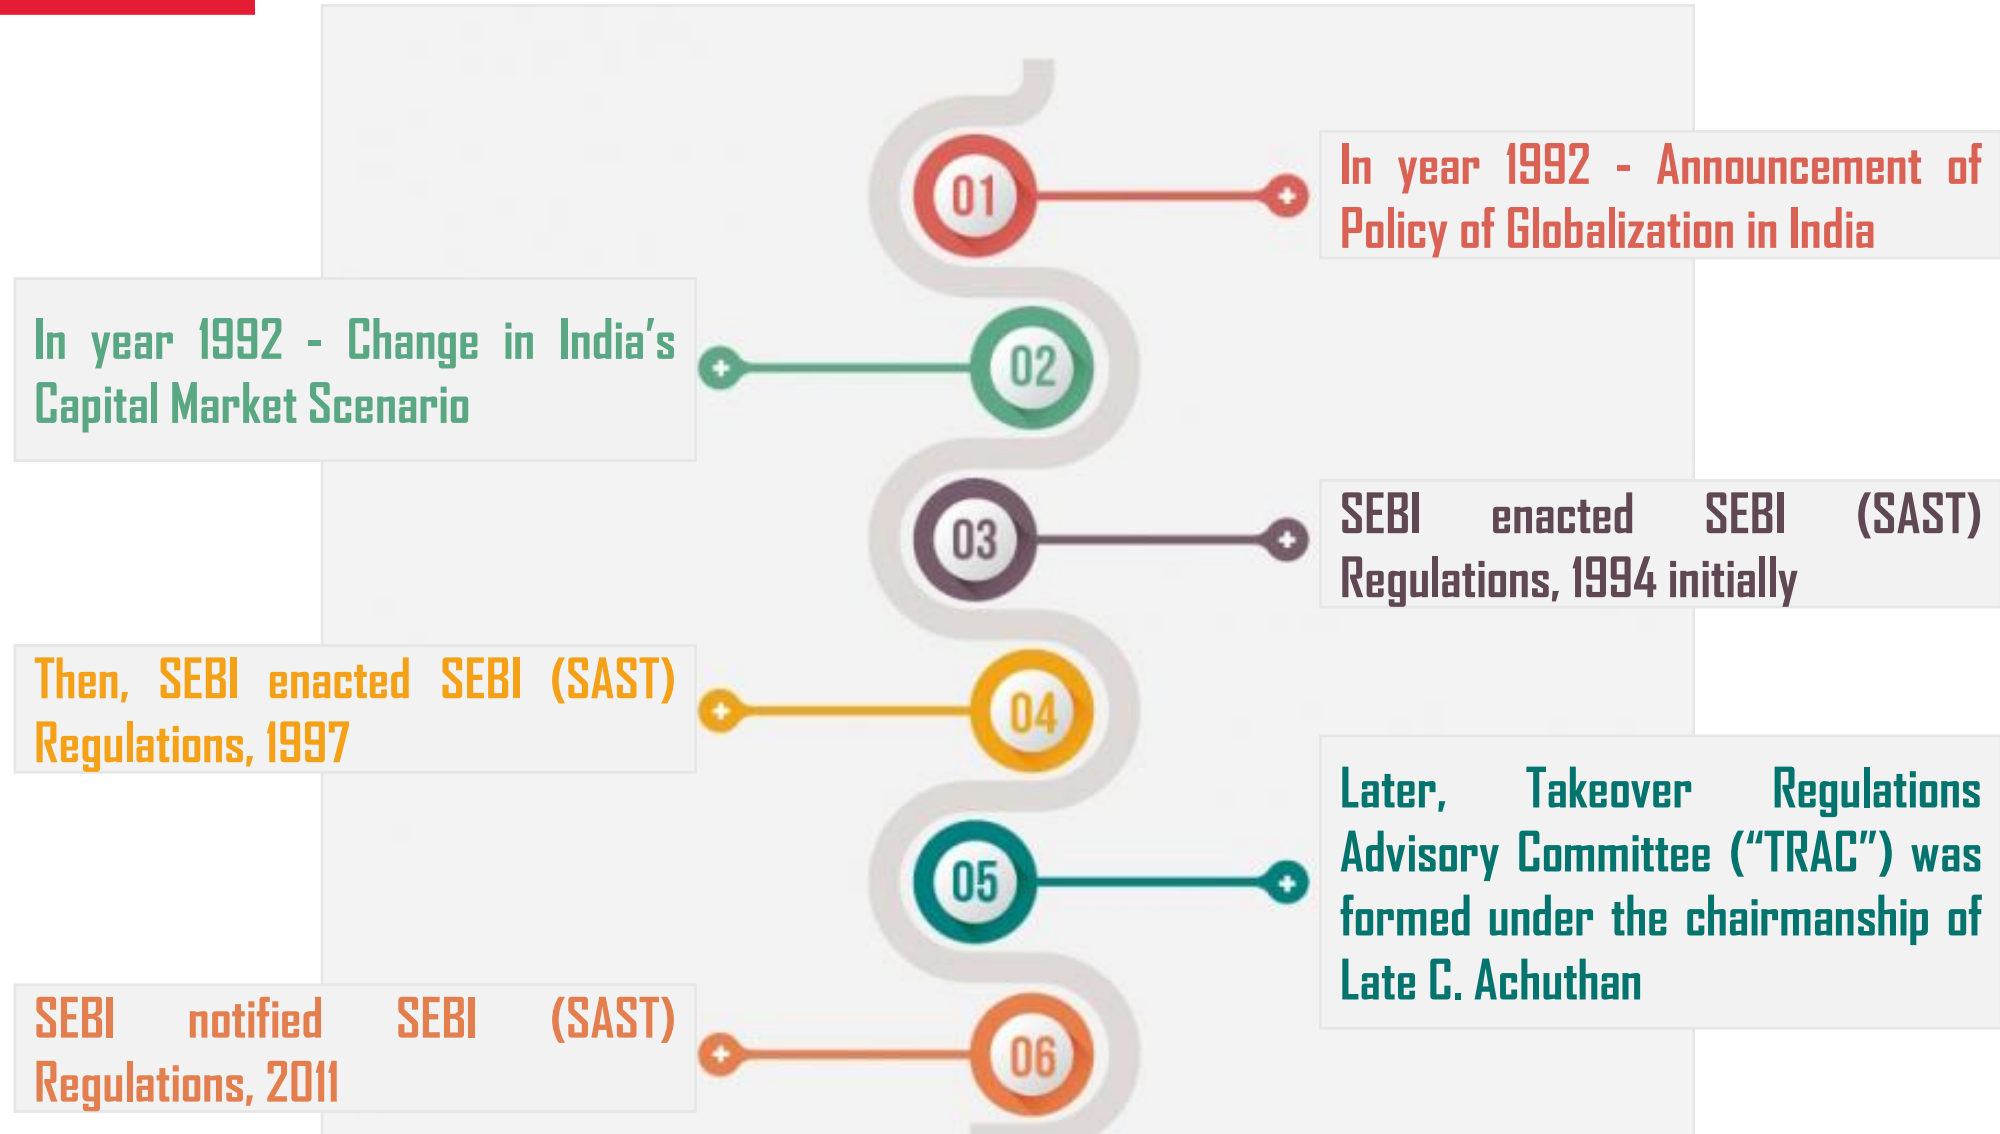 01
In year 1992 - Announcement of
Policy of Globalization in India
In year 1992 - Change in India's
Capital Market Scenario
02
03
SEBI enacted SEBI (SAST)
Regulations, 1994 initially
Then, SEBI enacted SEBI (SAST)
Regulations, 1997
04
05
Later, Takeover Regulations
Advisory Committee (“TRAC”) was
formed under the chairmanship of
Late C. Achuthan
SEBI notified SEBI (SAST)
Regulations, 2011
06